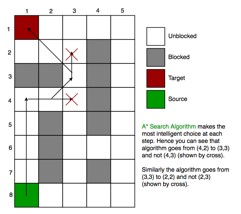 1 2 3 4 5
1
2
3
4
5
6
7
8
Unblocked
Blocked
Target
Source
A* Search Algorithm makes the
most intelligent choice at each
step. Hence you can see that
algorithm goes from (4,2) to (3,3)
and not (4,3) (shown by cross).
Similarly the algorithm goes from
(3,3) to (2,2) and not (2,3)
(shown by cross).